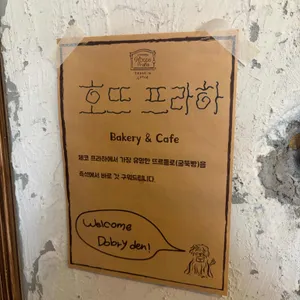 호뜨 프라하
Bakery & Cafe
체코 프라하에서 가장 유명한 뜨르들로(굴뚝빵)을
즉석에서 바로 갓 구워드립니다.
Welcome
Dobry den!